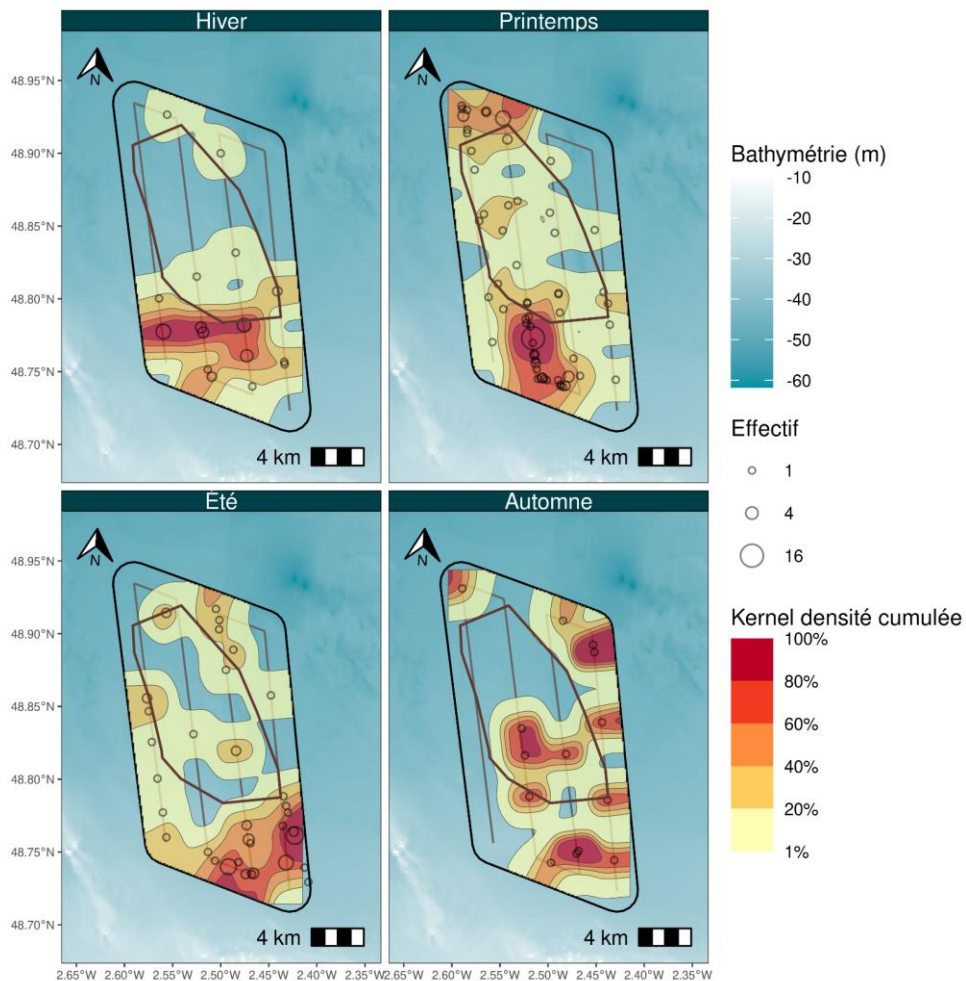 Hiver
Printemps
N
N
48.95°N
48.90°N
48.85°N
48.80°N
48.75°N
48.70°N
4 km
4 km
Été
Automne
N
N
48.95°N
48.90°N
48.85°N
48.80°N
48.75°N
48.70°N
4 km
4 km
2.65°W 2.60°W 2.55°W 2.50°W 2.45°W 2.40°W 2.35°W
2.65°W 2.60°W 2.55°W 2.50°W 2.45°W 2.40°W 2.35°W
Bathymétrie (m)
-10
-20
-30
-40
-50
-60
Effectif
1
4
16
Kernel densité cumulée
100%
80%
60%
40%
20%
1%